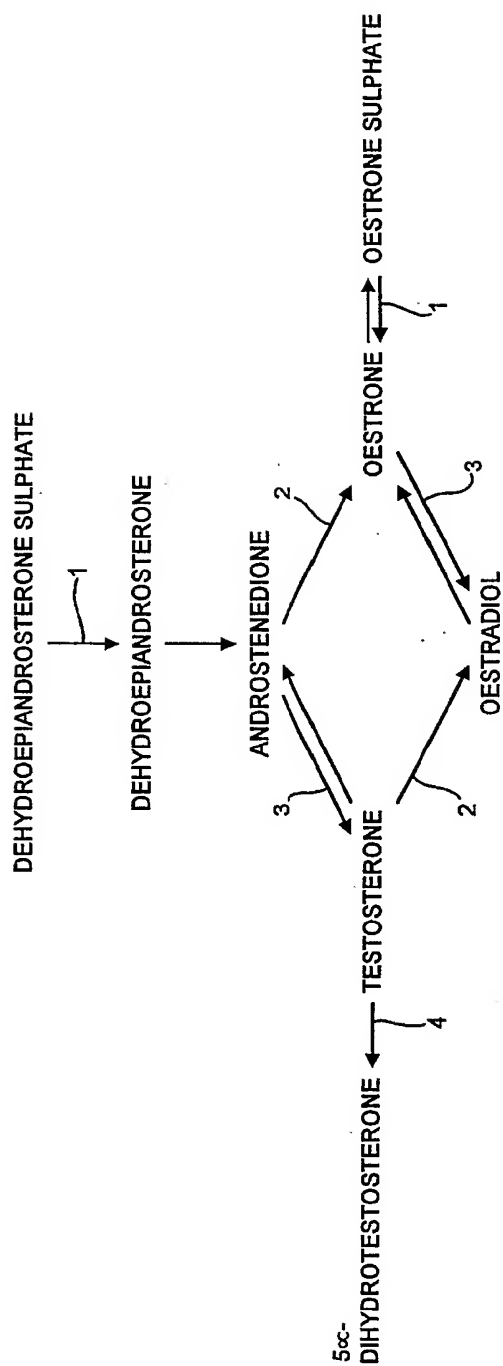 DEHYDROEPIANDROSTERONE SULPHATE
1
DEHYDROEPIANDROSTERONE
ANDROSTENEDIONE
3
2
5α-
DIHYDROTESTOSTERONE
4
TESTOSTERONE
OESTRONE
1
OESTRONE SULPHATE
2
3
OESTRADIOL